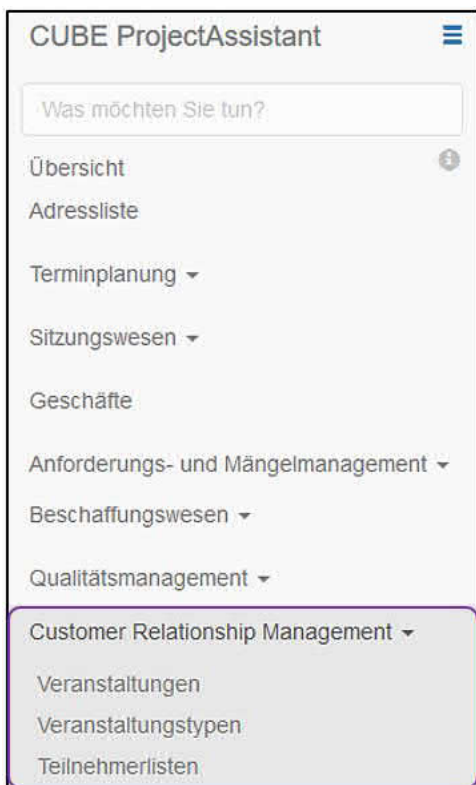 CUBE ProjectAssistant
Was möchten Sie tun?
Übersicht
Adressliste
Terminplanung
Sitzungswesen
Geschäfte
Anforderungs- und Mängelmanagement
Beschaffungswesen
Qualitätsmanagement
Customer Relationship Management
Veranstaltungen
Veranstaltungstypen
Teilnehmerlisten